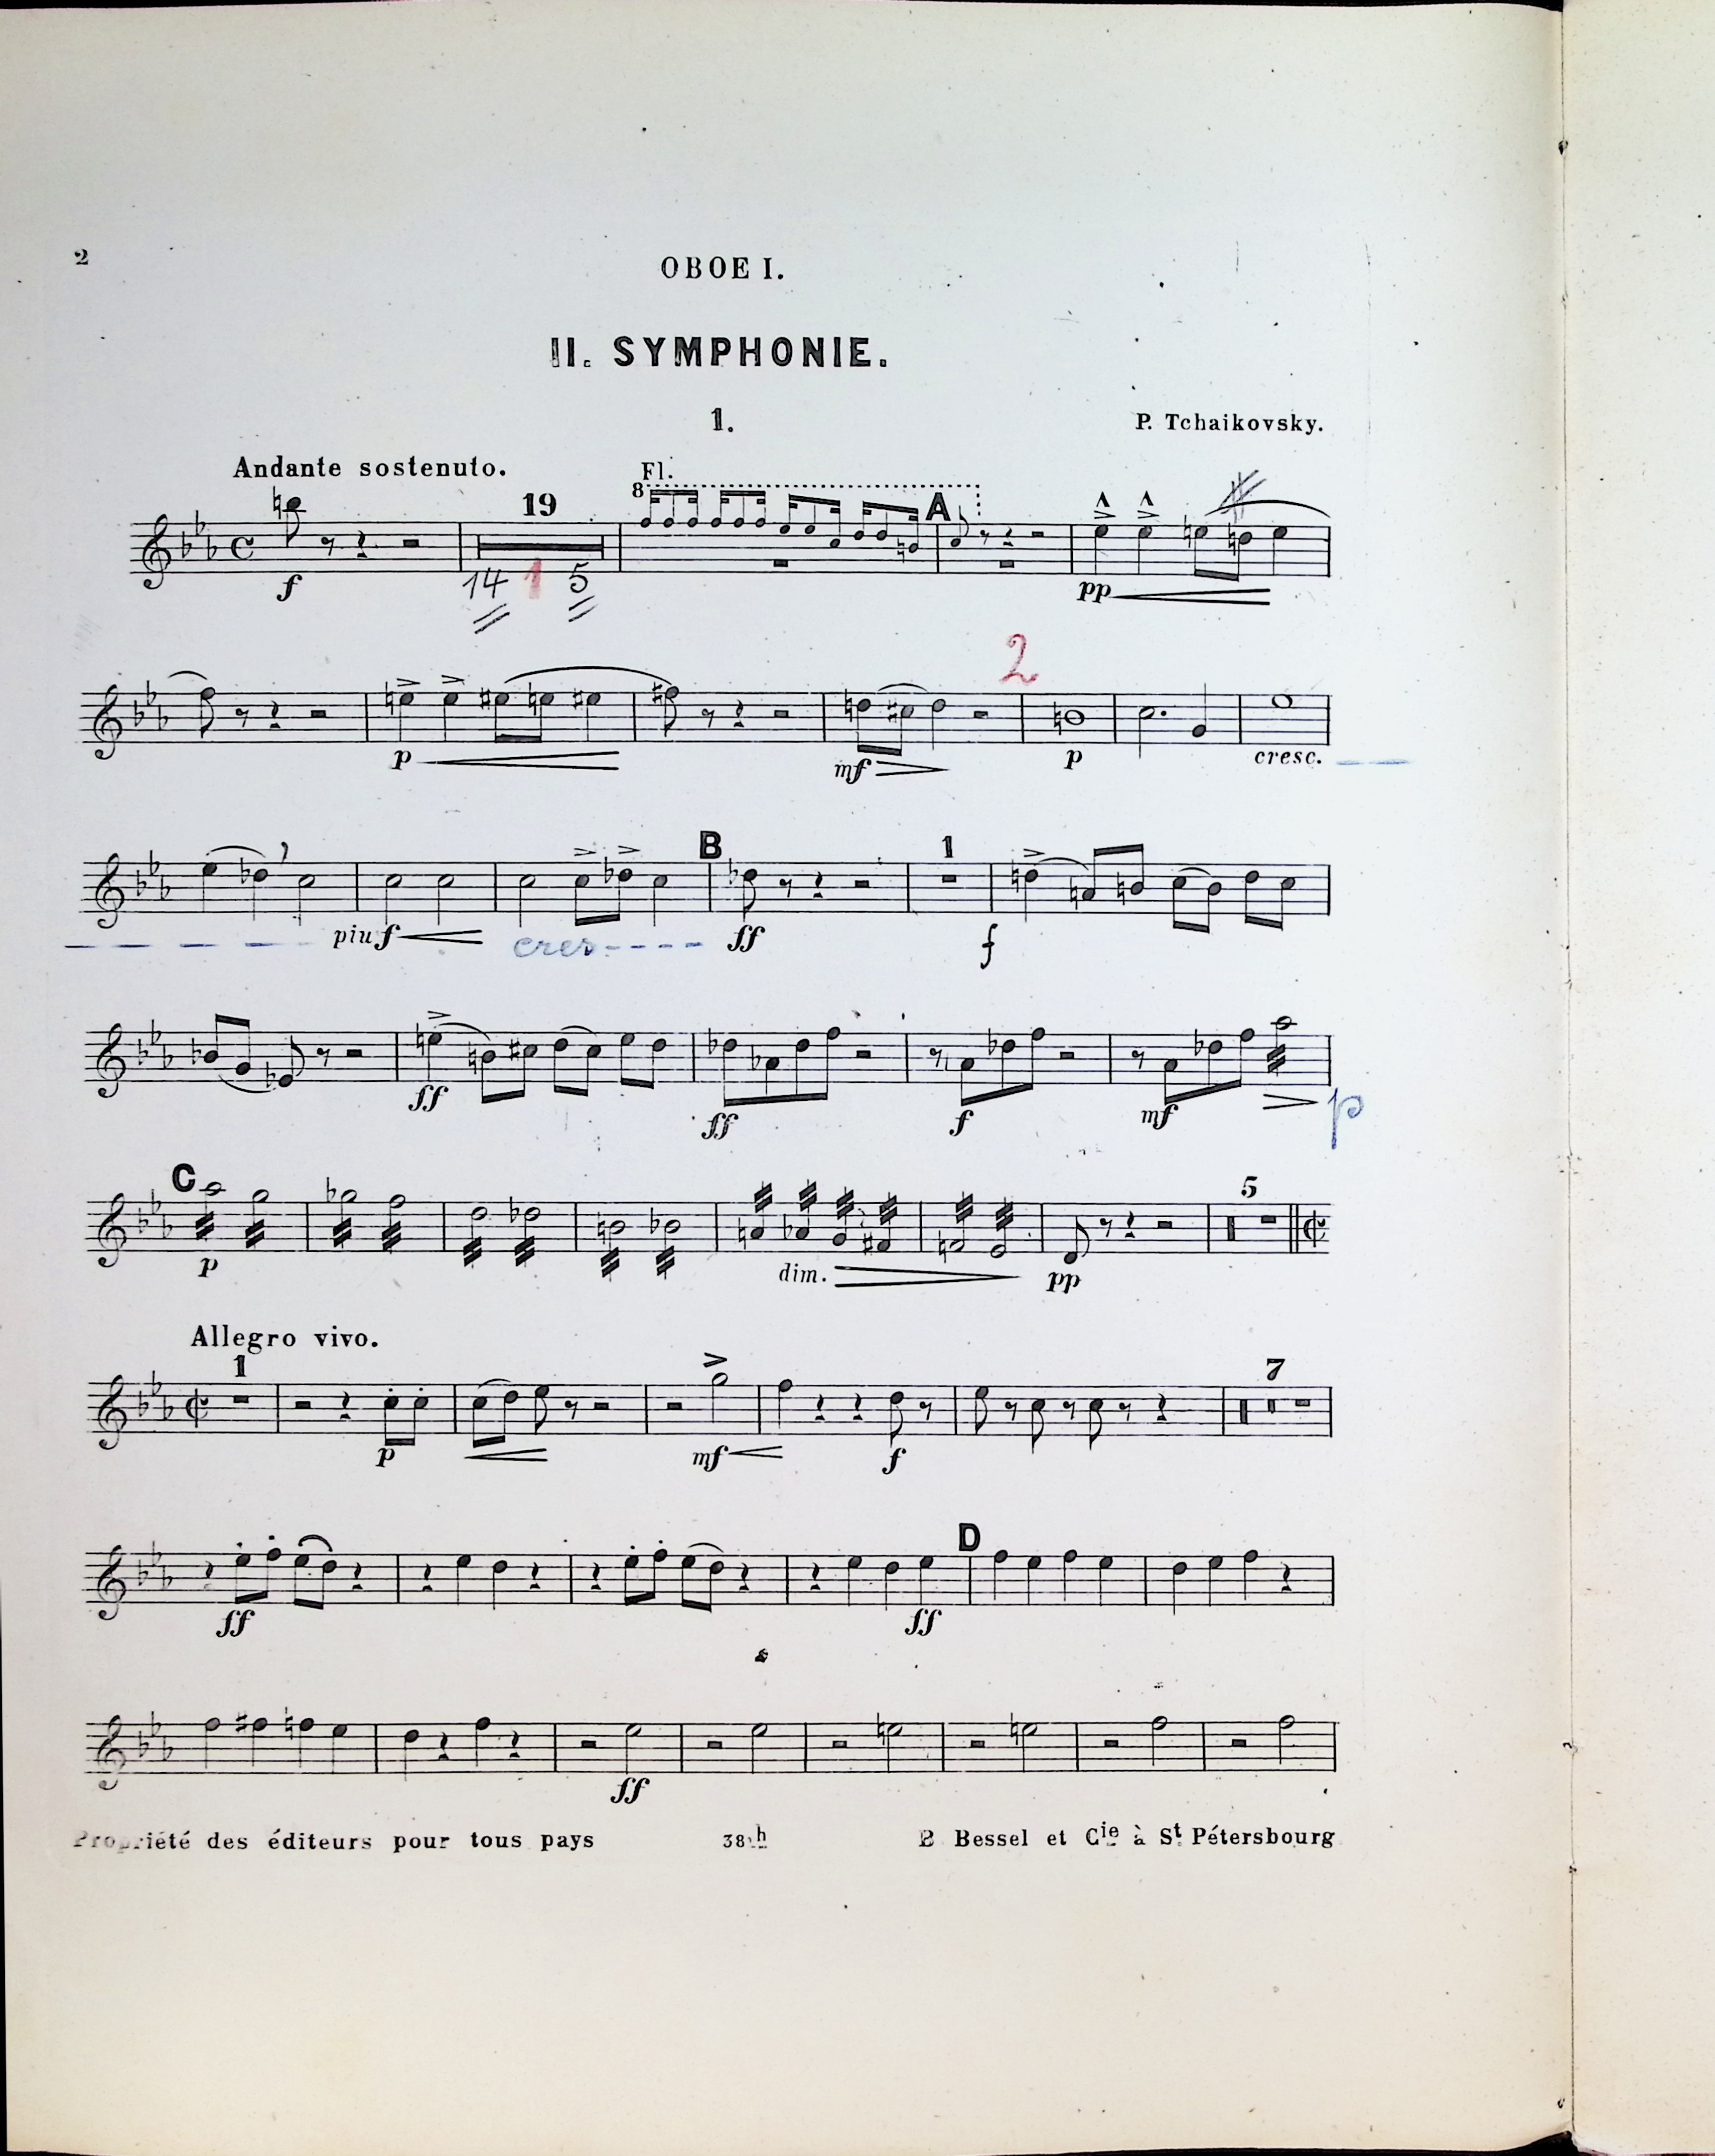 2
OBOE I.
II. SYMPHONIE.
1.
P. Tchaikovsky.
Andante sostenuto.
Fl.
19
8
A
f
14 1 5
pp
2
p
mf
p
cresc.
B
1
piu f
cres
ff
f
ff
ff
f
mf
p
C
5
p
dim.
pp
Allegro vivo.
1
7
p
mf
f
D
ff
ff
ff
Propriété des éditeurs pour tous pays
B Bessel et Cie à St Pétersbourg